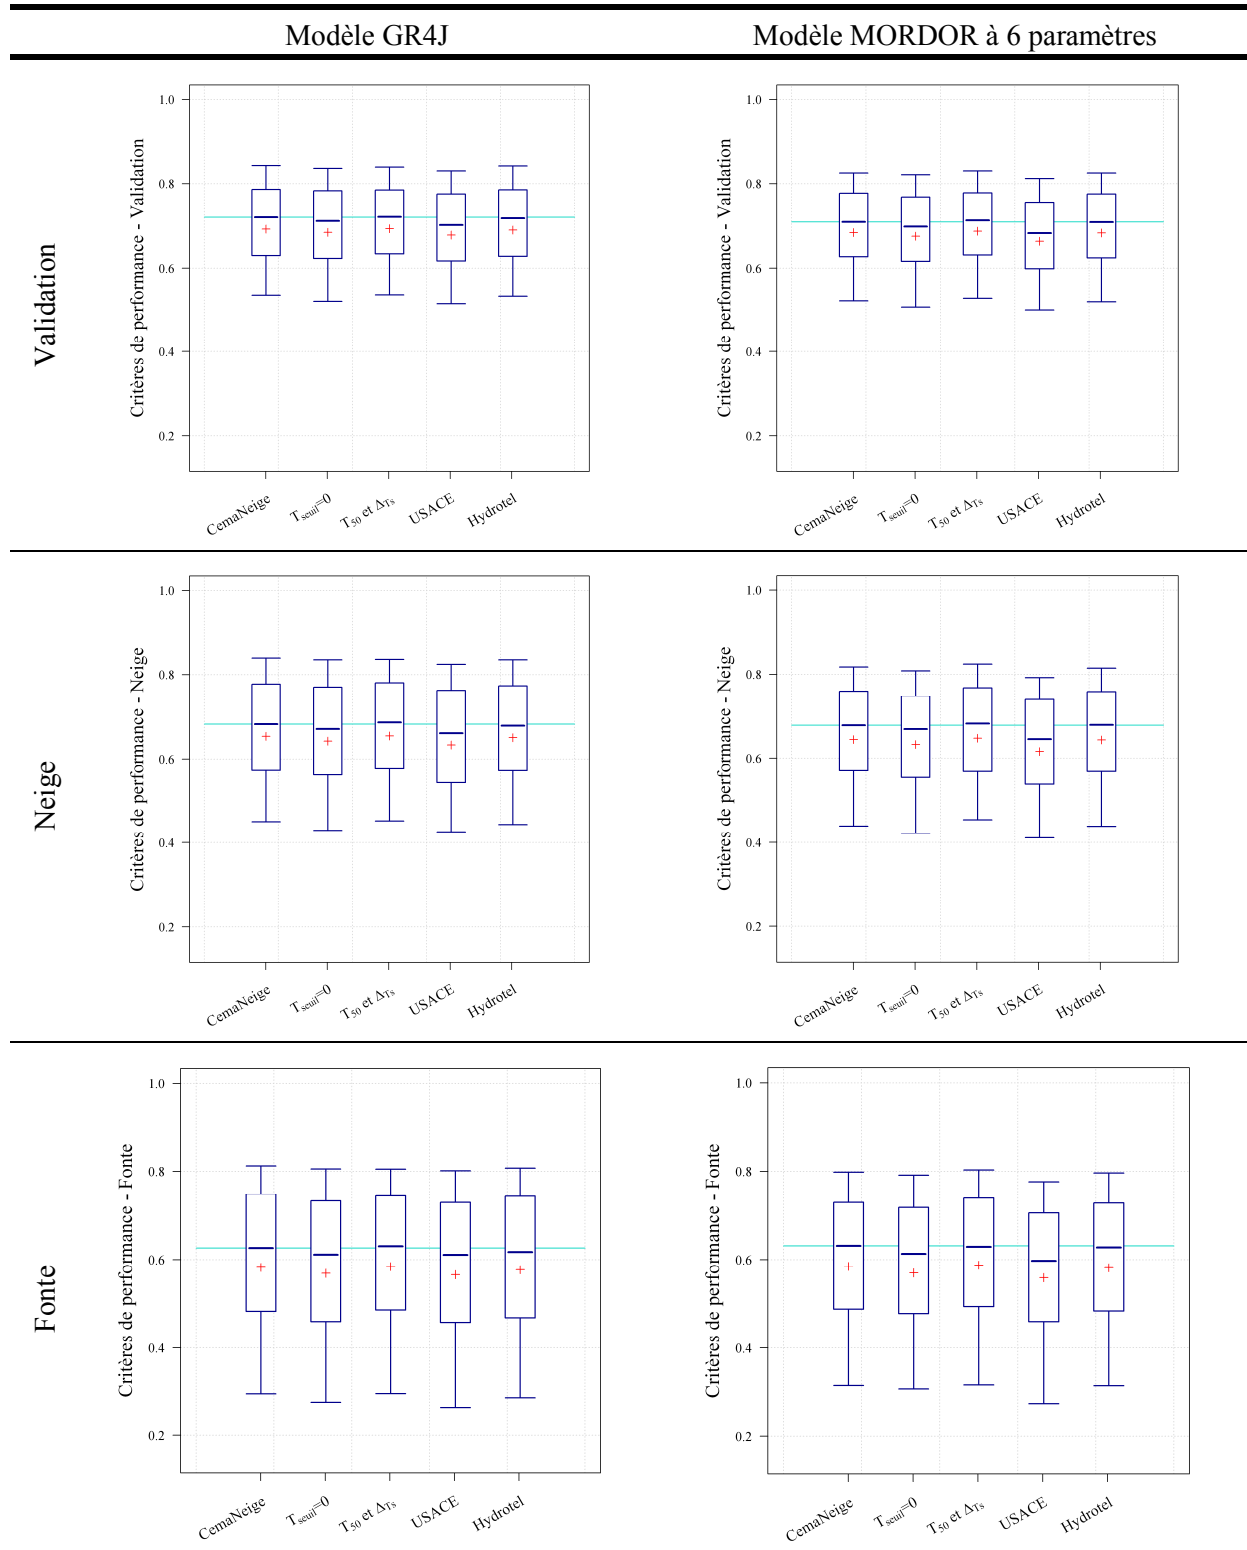 Modèle GR4J
Modèle MORDOR à 6 paramètres
Validation
Critères de performance - Validation
1.0
0.8
0.6
0.4
0.2
CemaNeige
Tseuil=0
T50 et ΔTs
USACE
Hydrotel
Critères de performance - Validation
1.0
0.8
0.6
0.4
0.2
CemaNeige
Tseuil=0
T50 et ΔTs
USACE
Hydrotel
Neige
Critères de performance - Neige
1.0
0.8
0.6
0.4
0.2
CemaNeige
Tseuil=0
T50 et ΔTs
USACE
Hydrotel
Critères de performance - Neige
1.0
0.8
0.6
0.4
0.2
CemaNeige
Tseuil=0
T50 et ΔTs
USACE
Hydrotel
Fonte
Critères de performance - Fonte
1.0
0.8
0.6
0.4
0.2
CemaNeige
Tseuil=0
T50 et ΔTs
USACE
Hydrotel
Critères de performance - Fonte
1.0
0.8
0.6
0.4
0.2
CemaNeige
Tseuil=0
T50 et ΔTs
USACE
Hydrotel